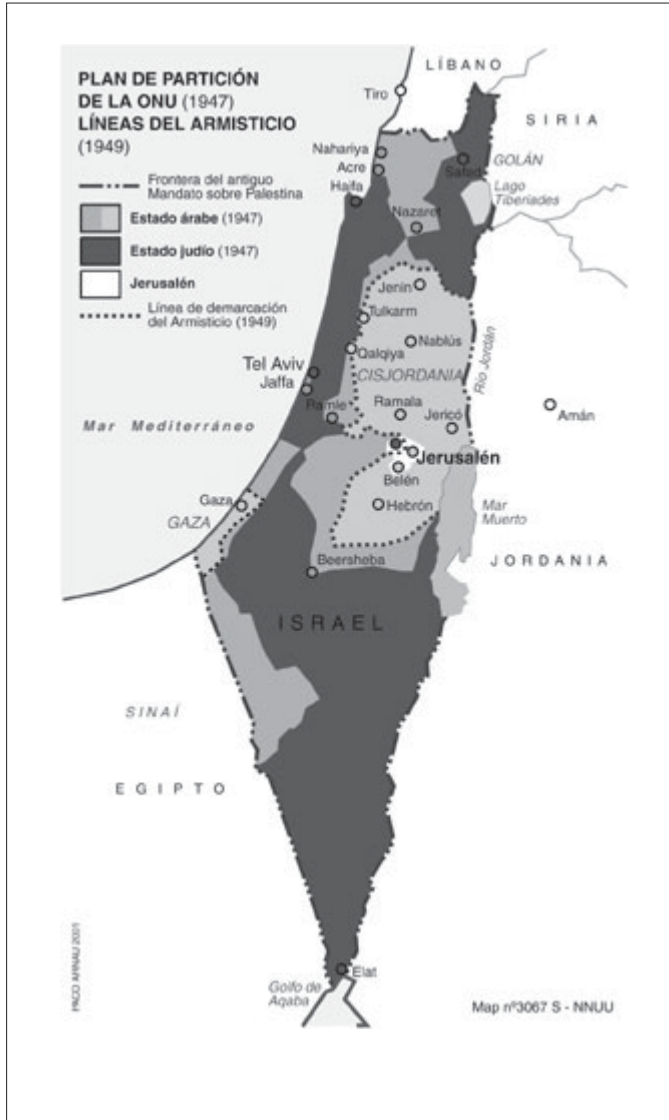 PLAN DE PARTICIÓN
DE LA ONU (1947)
LÍNEAS DEL ARMISTICIO
(1949)
Frontera del antiguo
Mandato sobre Palestina
Estado árabe (1947)
Estado judío (1947)
Jerusalén
Línea de demarcación
del Armisticio (1949)
LÍBANO
Tiro
SIRIA
Nahariya
Acre
Haifa
Safed
GOLÁN
Lago
Tiberíades
Nazaret
Jenín
Tulkarm
Nablús
Qalqiya
CISJORDANIA
Río Jordán
Tel Aviv
Jaffa
Ramle
Ramala
Jericó
Amán
Mar Mediterráneo
Jerusalén
Belén
Gaza
GAZA
Hebrón
Mar
Muerto
JORDANIA
Beersheba
ISRAEL
SINAÍ
EGIPTO
PACO ARNAU 2001
Elat
Golfo de
Aqaba
Map nº3067 S - NNUU